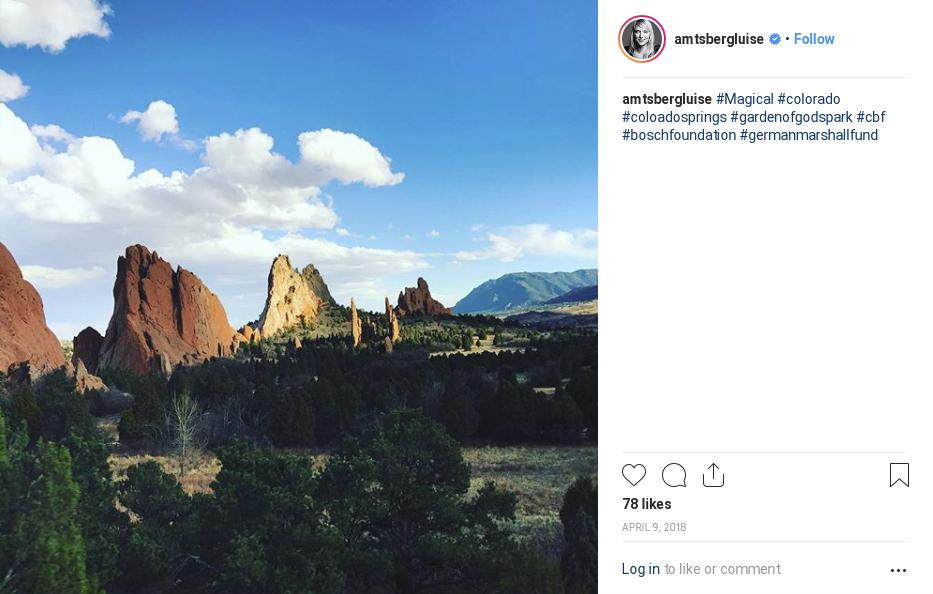 amtsbergluise • Follow
amtsbergluise #Magical #colorado
#coloadosprings #gardenofgodspark #cbf
#boschfoundation #germanmarshallfund
78 likes
APRIL 9, 2018
Log in to like or comment.